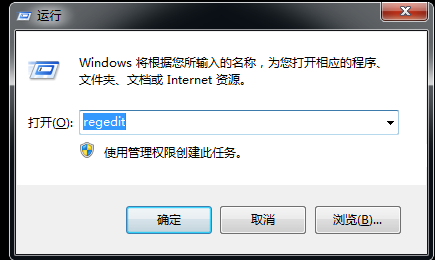 运行
Windows 将根据您所输入的名称，为您打开相应的程序、
文件夹、文档或 Internet 资源。
打开(O): regedit
使用管理权限创建此任务。
确定 取消 浏览(B)...